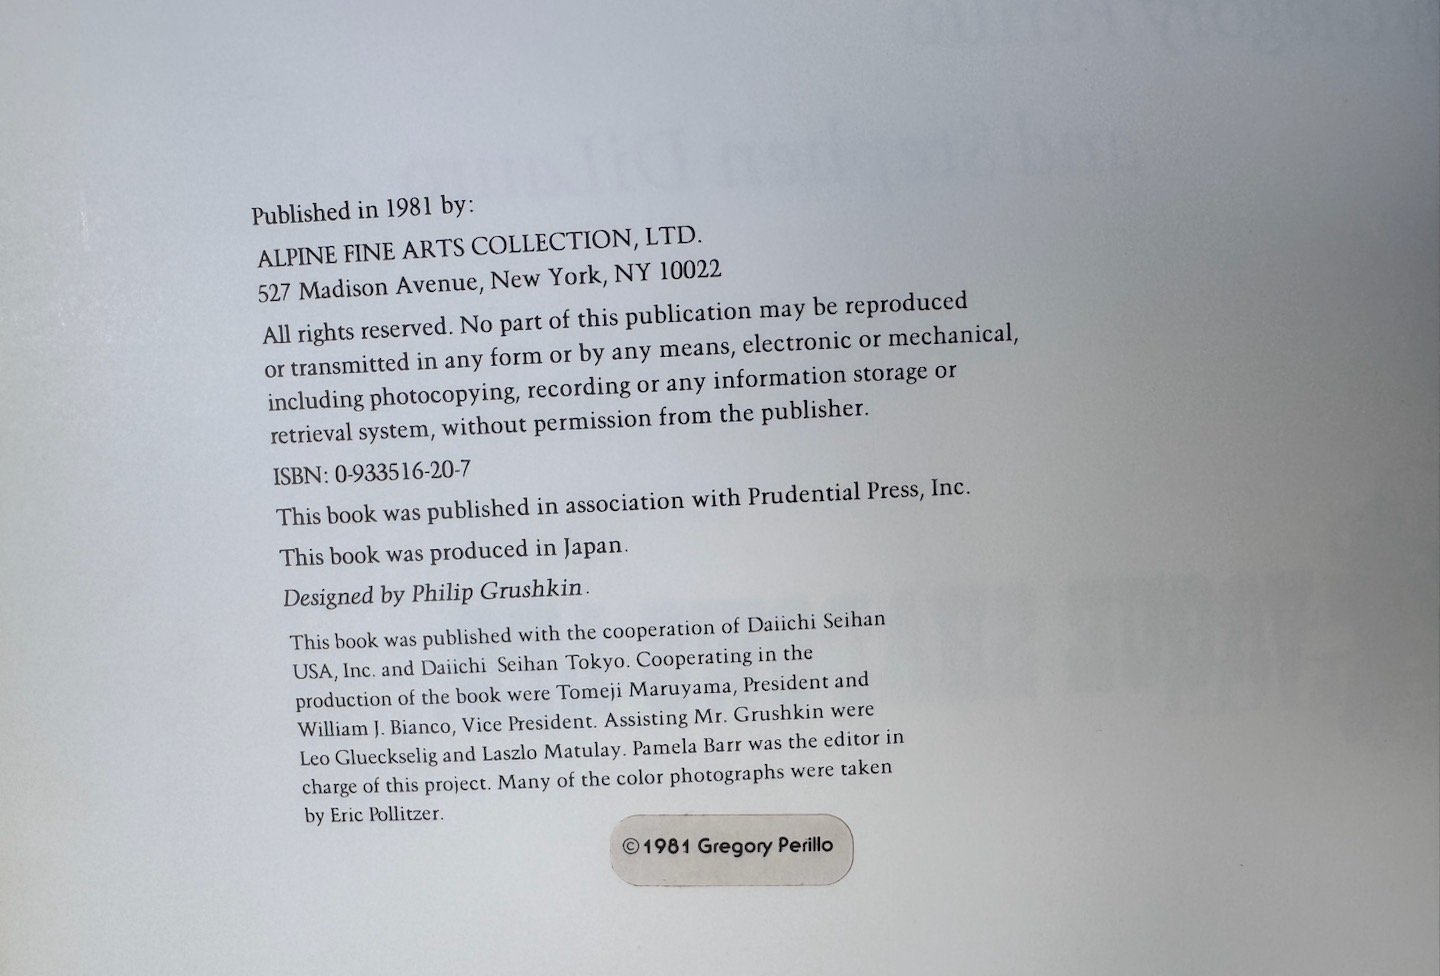 Published in 1981 by:
ALPINE FINE ARTS COLLECTION, LTD.
527 Madison Avenue, New York, NY 10022
All rights reserved. No part of this publication may be reproduced
or transmitted in any form or by any means, electronic or mechanical,
including photocopying, recording or any information storage or
retrieval system, without permission from the publisher.
ISBN: 0-933516-20-7
This book was published in association with Prudential Press, Inc.
This book was produced in Japan.
Designed by Philip Grushkin.
This book was published with the cooperation of Daiichi Seihan
USA, Inc. and Daiichi Seihan Tokyo. Cooperating in the
production of the book were Tomeji Maruyama, President and
William J. Bianco, Vice President. Assisting Mr. Grushkin were
Leo Glueckselig and Laszlo Matulay. Pamela Barr was the editor in
charge of this project. Many of the color photographs were taken
by Eric Pollitzer.
©1981 Gregory Perillo